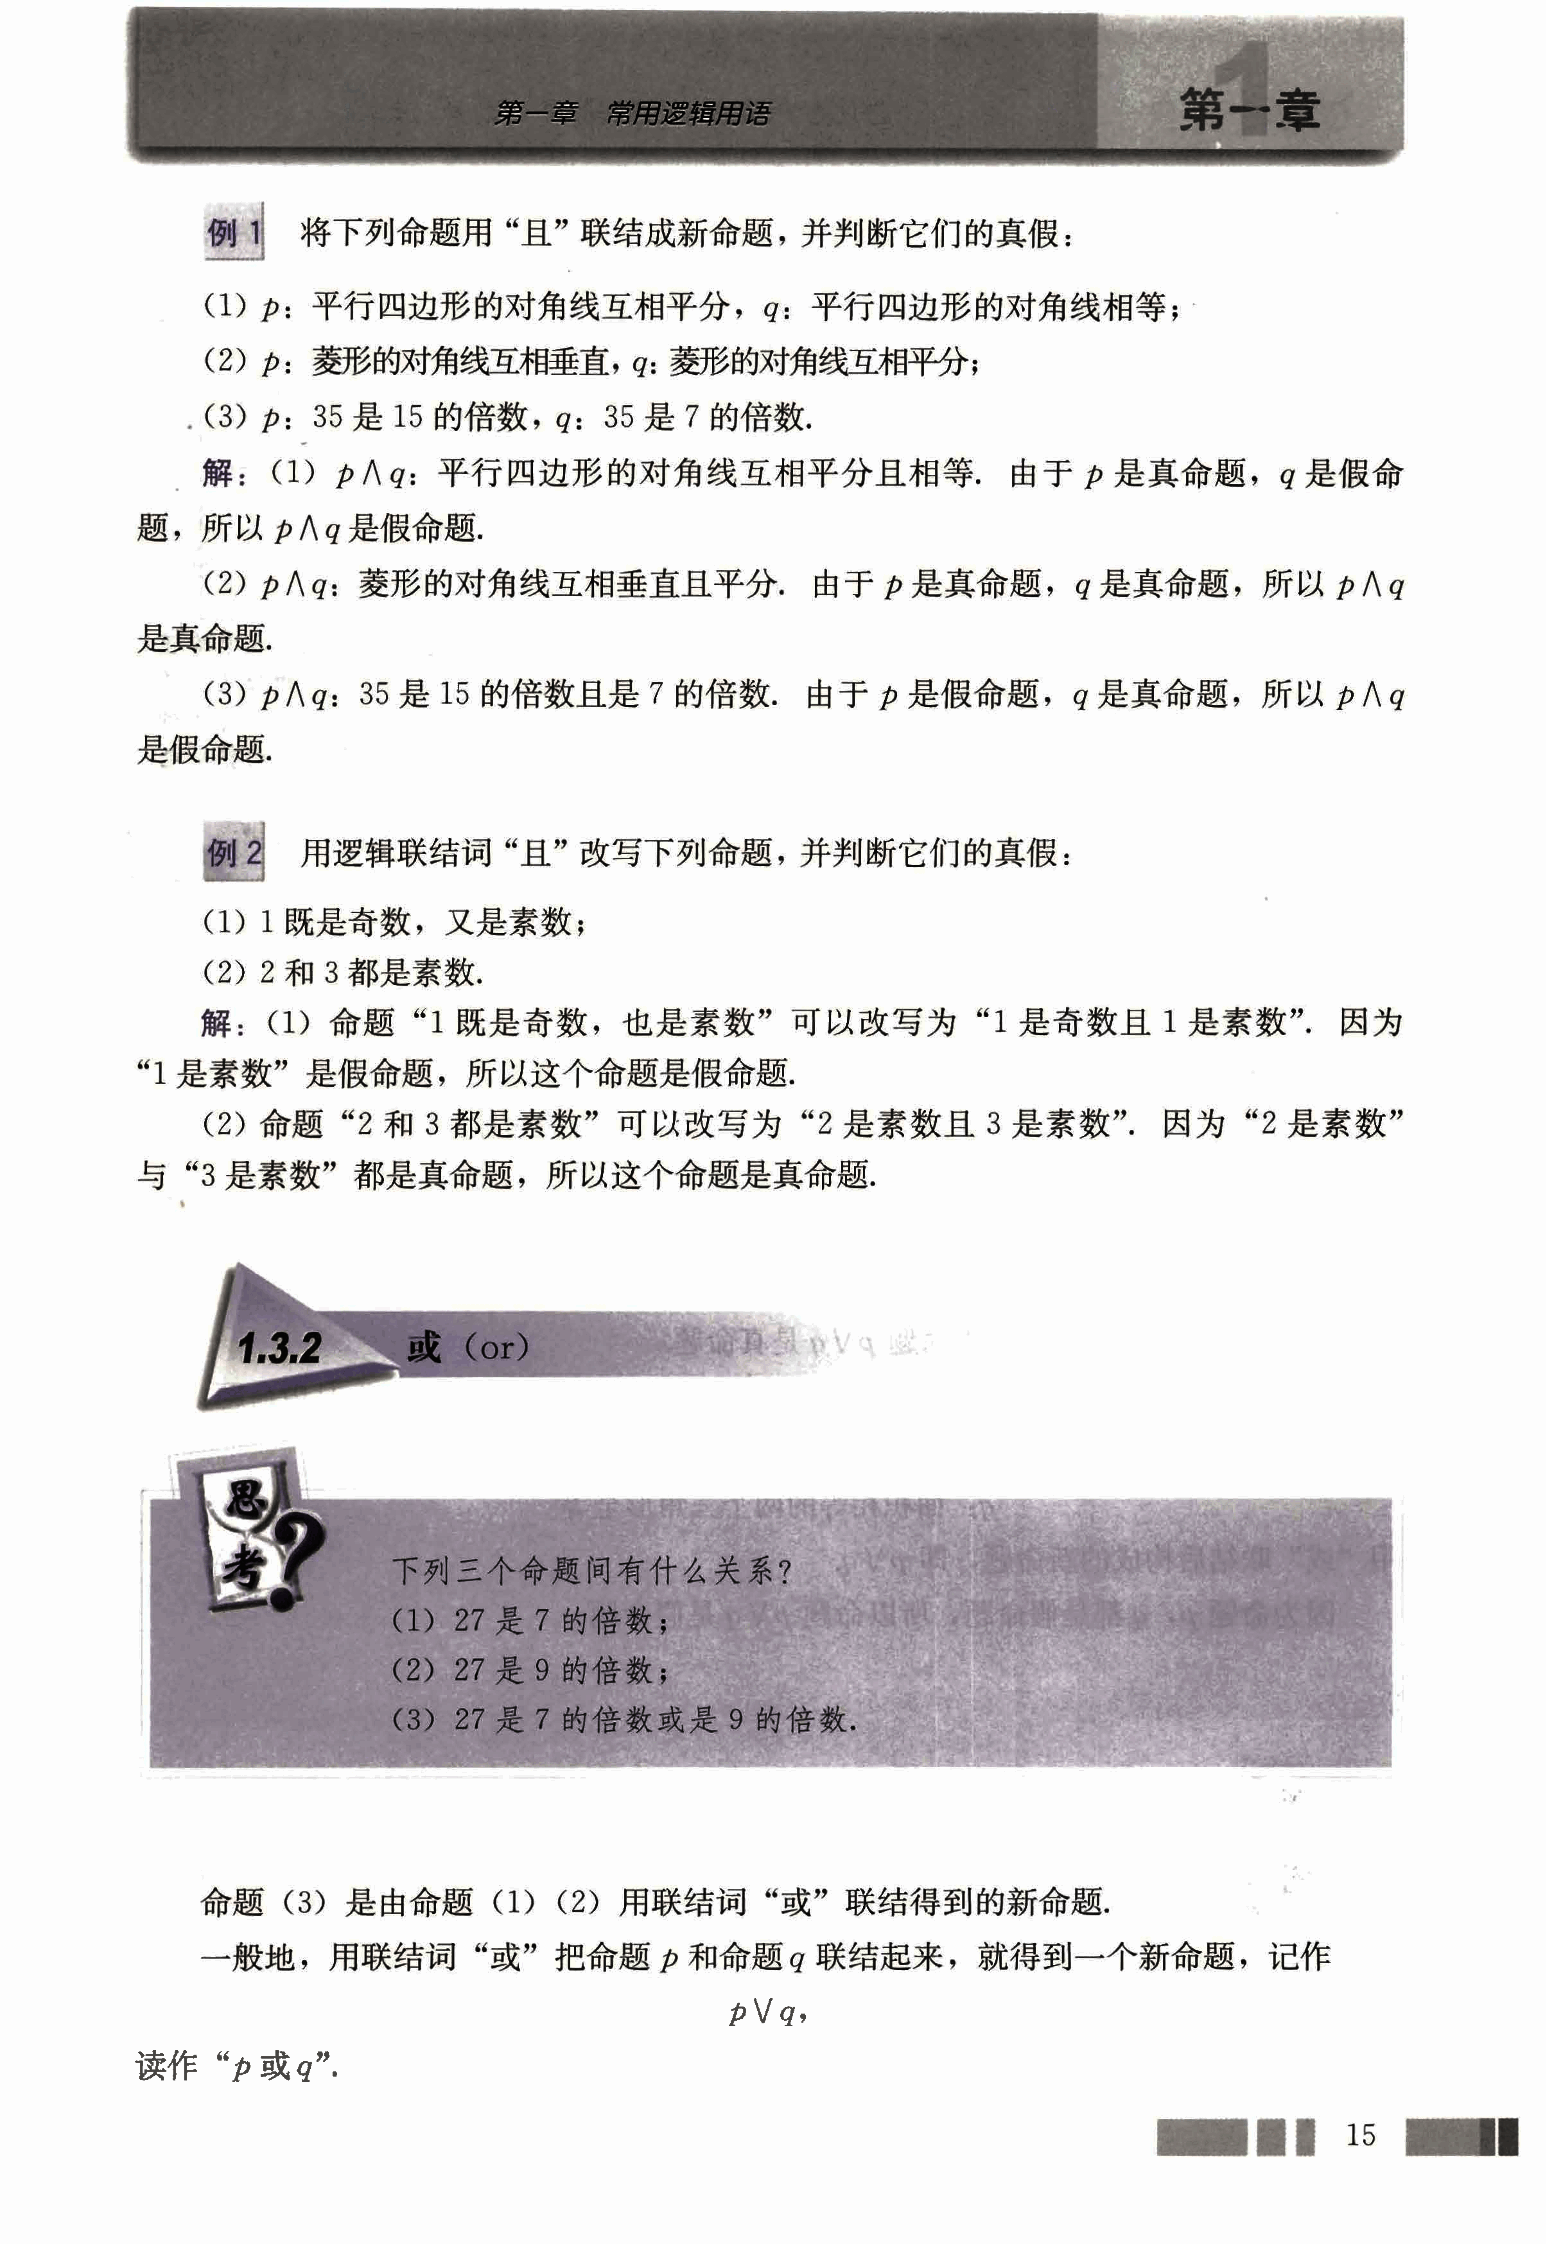 第一章 常用逻辑用语
第一章
例 1 将下列命题用“且”联结成新命题，并判断它们的真假：
（1）p：平行四边形的对角线互相平分，q：平行四边形的对角线相等；
（2）p：菱形的对角线互相垂直，q：菱形的对角线互相平分；
（3）p：35 是 15 的倍数，q：35 是 7 的倍数.
解：（1）p∧q：平行四边形的对角线互相平分且相等. 由于 p 是真命题，q 是假命
题，所以 p∧q 是假命题.
（2）p∧q：菱形的对角线互相垂直且平分. 由于 p 是真命题，q 是真命题，所以 p∧q
是真命题.
（3）p∧q：35 是 15 的倍数且是 7 的倍数. 由于 p 是假命题，q 是真命题，所以 p∧q
是假命题.
例 2 用逻辑联结词“且”改写下列命题，并判断它们的真假：
（1）1 既是奇数，又是素数；
（2）2 和 3 都是素数.
解：（1）命题“1 既是奇数，也是素数”可以改写为“1 是奇数且 1 是素数”. 因为
“1 是素数”是假命题，所以这个命题是假命题.
（2）命题“2 和 3 都是素数”可以改写为“2 是素数且 3 是素数”. 因为“2 是素数”
与“3 是素数”都是真命题，所以这个命题是真命题.
1.3.2 或（or）
思考?
下列三个命题间有什么关系？
（1）27 是 7 的倍数；
（2）27 是 9 的倍数；
（3）27 是 7 的倍数或是 9 的倍数.
命题（3）是由命题（1）（2）用联结词“或”联结得到的新命题.
一般地，用联结词“或”把命题 p 和命题 q 联结起来，就得到一个新命题，记作
p∨q，
读作“p 或 q”.
15